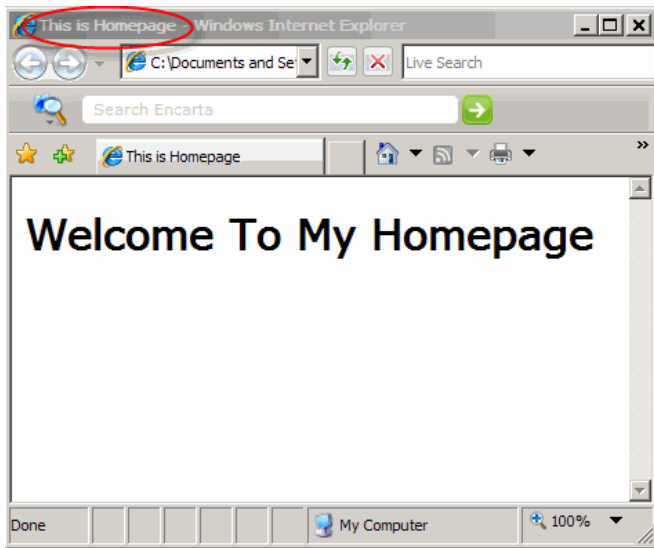 This is Homepage - Windows Internet Explorer
C:\Documents and Se
Live Search
Search Encarta
This is Homepage
»
Welcome To My Homepage
Done
My Computer
100%